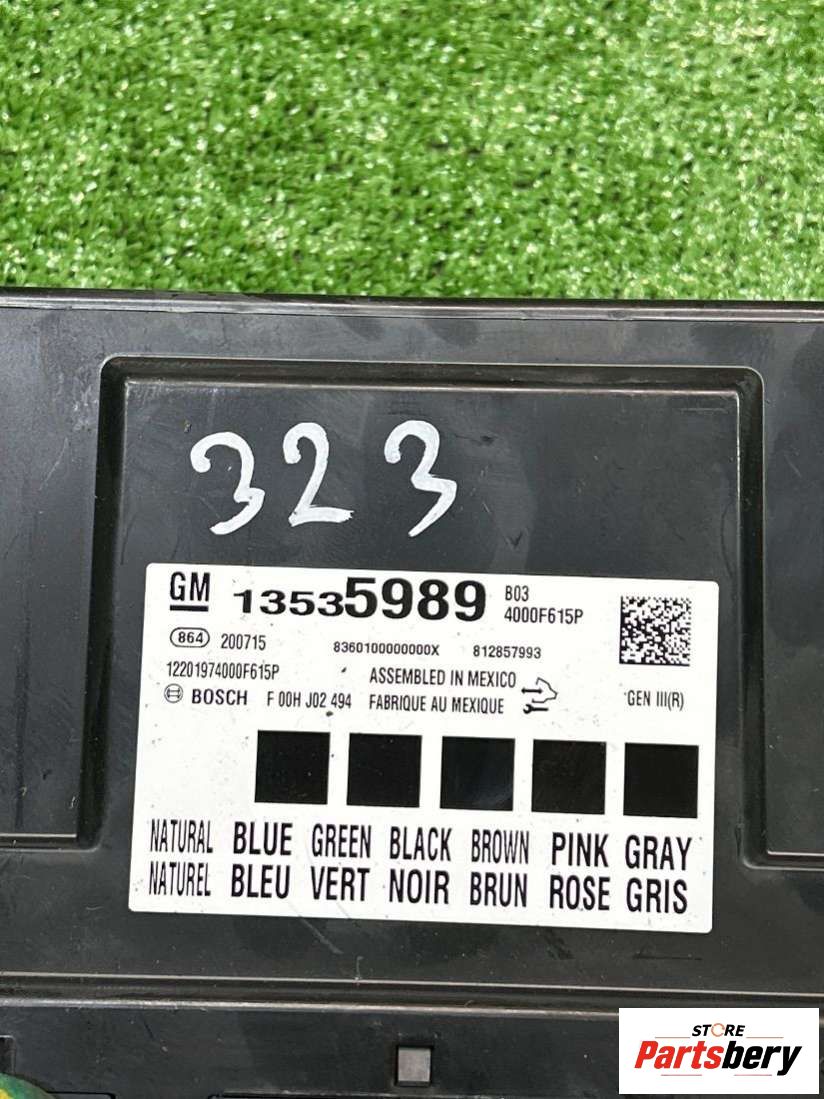 323
GM 13535989 B03
4000F615P
864 200715 8360100000000X 812857993
12201974000F615P ASSEMBLED IN MEXICO
BOSCH F 00H J02 494 FABRIQUE AU MEXIQUE GEN III(R)
NATURAL BLUE GREEN BLACK BROWN PINK GRAY
NATUREL BLEU VERT NOIR BRUN ROSE GRIS
STORE
Partsbery